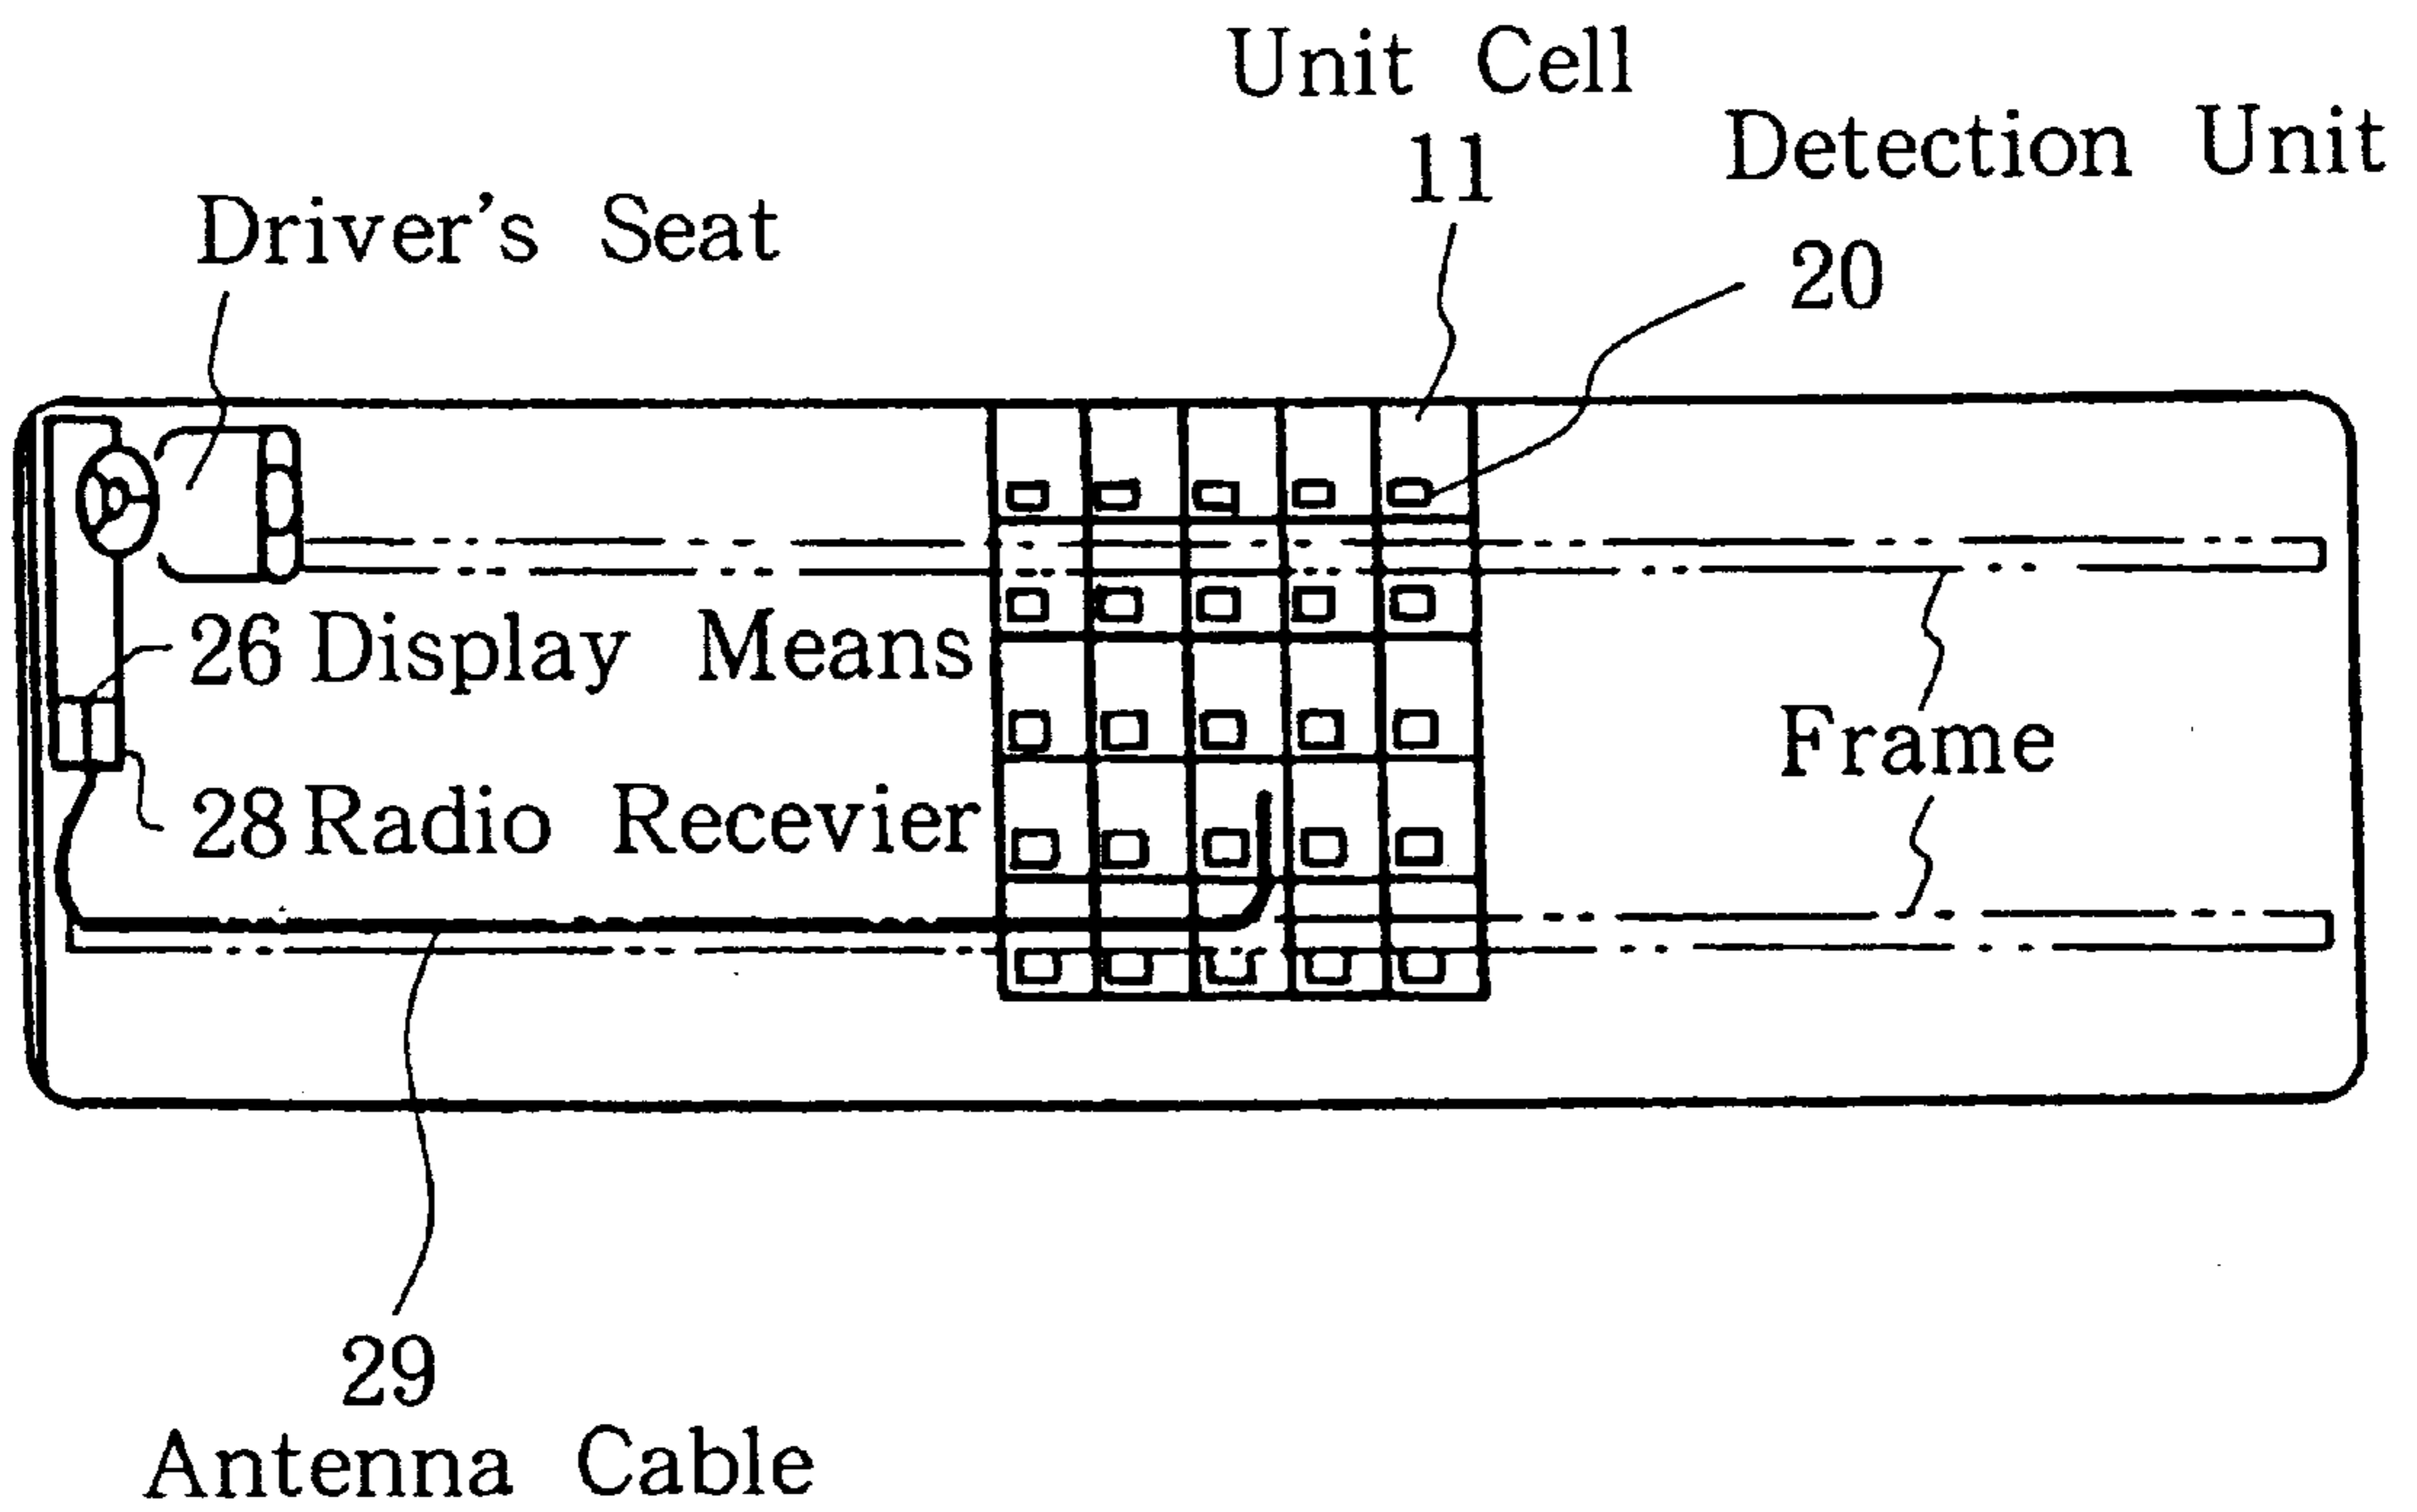 Unit Cell
11
Detection Unit
20
Driver's Seat
26 Display Means
28 Radio Recevier
Frame
29
Antenna Cable